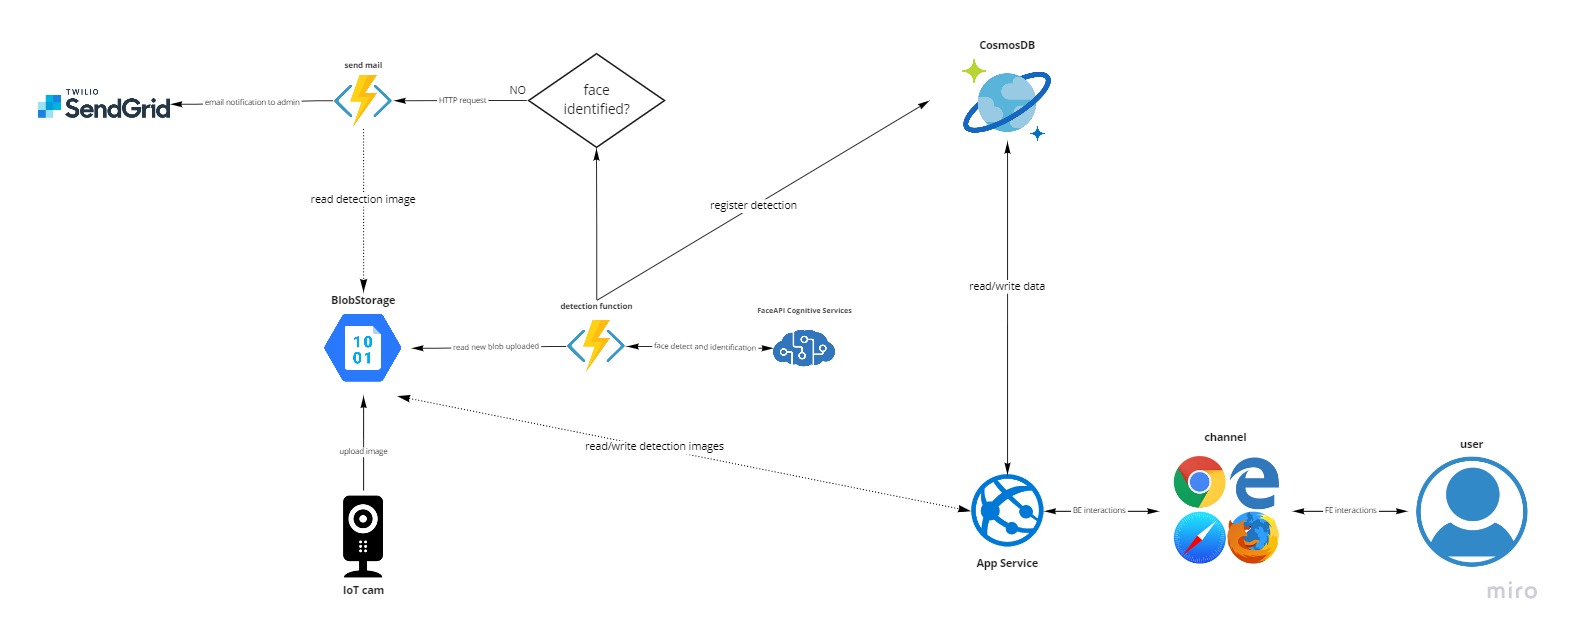 CosmosDB
send mail
TWILIO
SendGrid
email notification to admin
HTTP request
NO
face
identified?
read detection image
register detection
read/write data
BlobStorage
detection function
FaceAPI Cognitive Services
10
01
read new blob uploaded
face detect and identification
read/write detection images
upload image
channel
user
BE interactions
FE interactions
App Service
IoT cam
miro